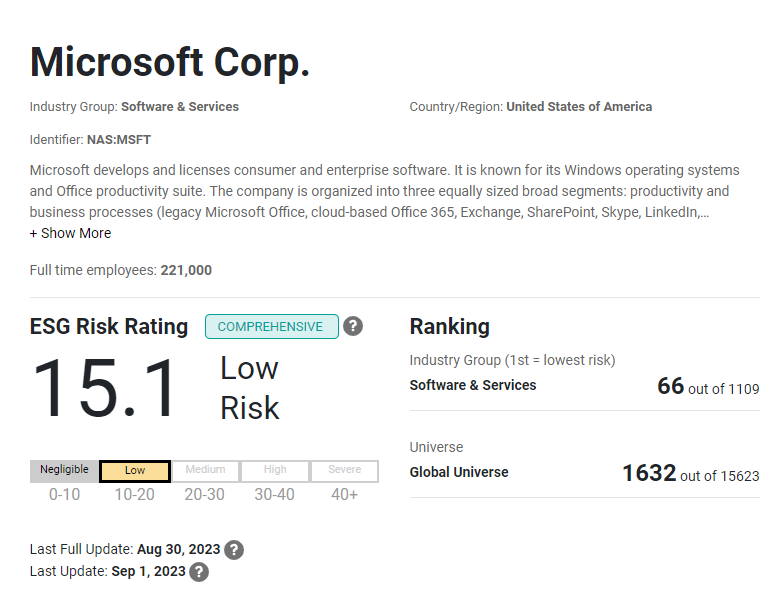 Microsoft Corp.
Industry Group: Software & Services
Country/Region: United States of America
Identifier: NAS:MSFT
Microsoft develops and licenses consumer and enterprise software. It is known for its Windows operating systems
and Office productivity suite. The company is organized into three equally sized broad segments: productivity and
business processes (legacy Microsoft Office, cloud-based Office 365, Exchange, SharePoint, Skype, LinkedIn,...
+ Show More
Full time employees: 221,000
ESG Risk Rating
COMPREHENSIVE ?
15.1
Low
Risk
Negligible Low Medium High Severe
0-10 10-20 20-30 30-40 40+
Last Full Update: Aug 30, 2023 ?
Last Update: Sep 1, 2023 ?
Ranking
Industry Group (1st = lowest risk)
Software & Services 66 out of 1109
Universe
Global Universe 1632 out of 15623